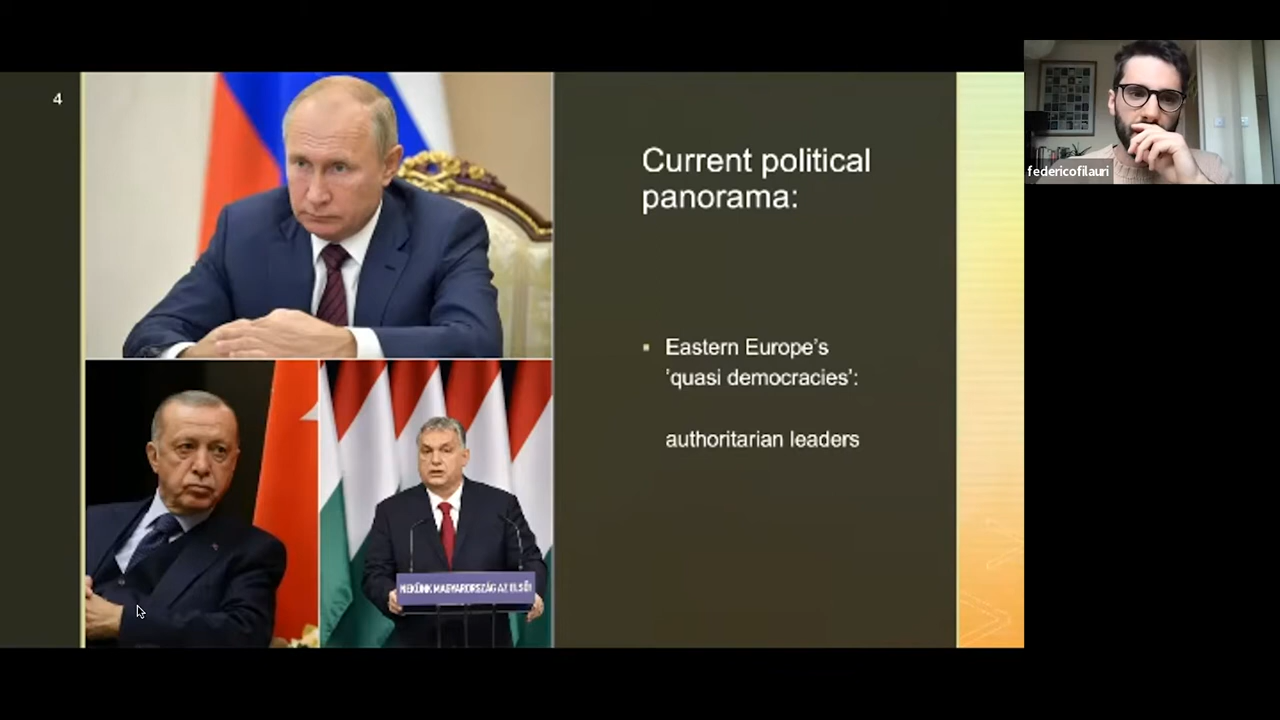 4
Current political
panorama:
Eastern Europe's
'quasi democracies':
authoritarian leaders
NEKÜNK MAGYARORSZÁG AZ ELSŐ!
federicofilauri